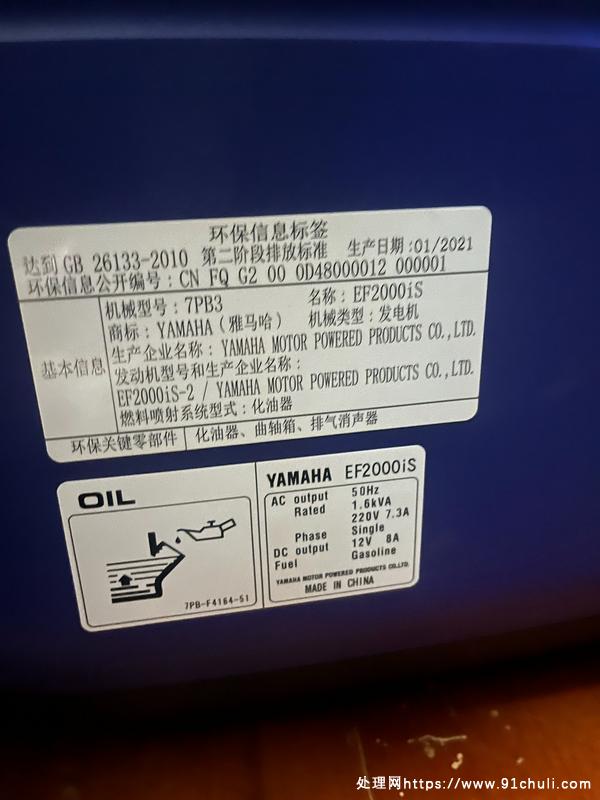 环保信息标签
达到 GB 26133-2010 第二阶段排放标准 生产日期:01/2021
环保信息公开编号: CN FQ G2 00 0D48000012 000001
基本信息
机械型号: 7PB3 名称: EF2000iS
商标: YAMAHA (雅马哈) 机械类型: 发电机
生产企业名称: YAMAHA MOTOR POWERED PRODUCTS CO.,LTD.
发动机型号和生产企业名称:
EF2000iS-2 / YAMAHA MOTOR POWERED PRODUCTS CO.,LTD.
燃料喷射系统型式: 化油器
环保关键零部件 化油器、曲轴箱、排气消声器
OIL
7PB-F4164-51
YAMAHA EF2000iS
AC output 50Hz
Rated 1.6kVA
220V 7.3A
Phase Single
DC output 12V 8A
Fuel Gasoline
YAMAHA MOTOR POWERED PRODUCTS CO.,LTD.
MADE IN CHINA
处理网https://www.91chuli.com